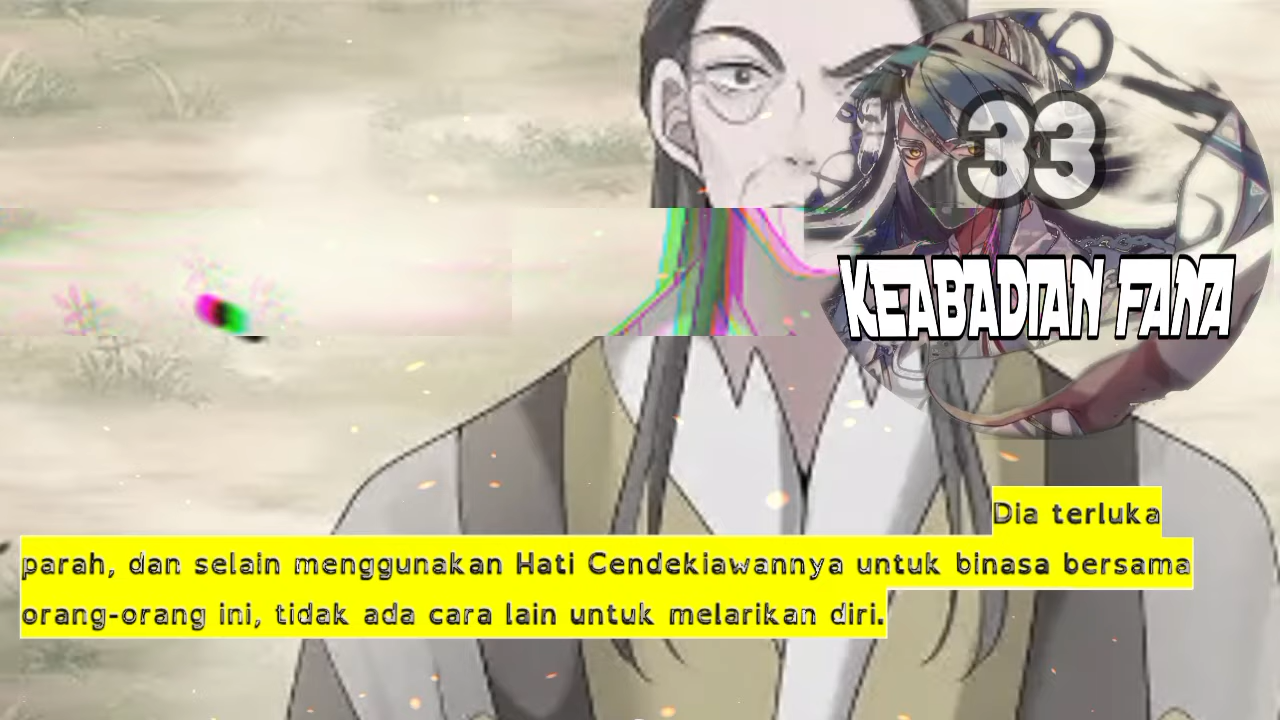 33
KEABADIAN FANA
Dia terluka
parah, dan selain menggunakan Hati Cendekiawannya untuk binasa bersama
orang-orang ini, tidak ada cara lain untuk melarikan diri.